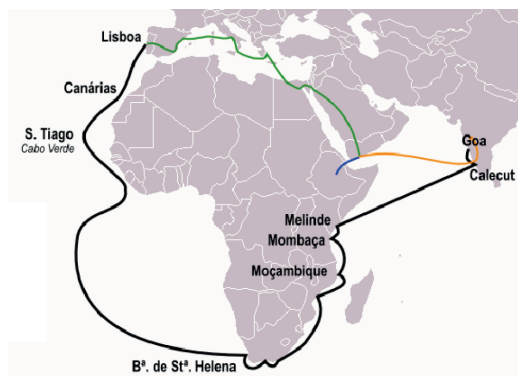 Lisboa
Canárias
S. Tiago
Cabo Verde
Goa
Calecut
Melinde
Mombaça
Moçambique
Bª. de Stª. Helena